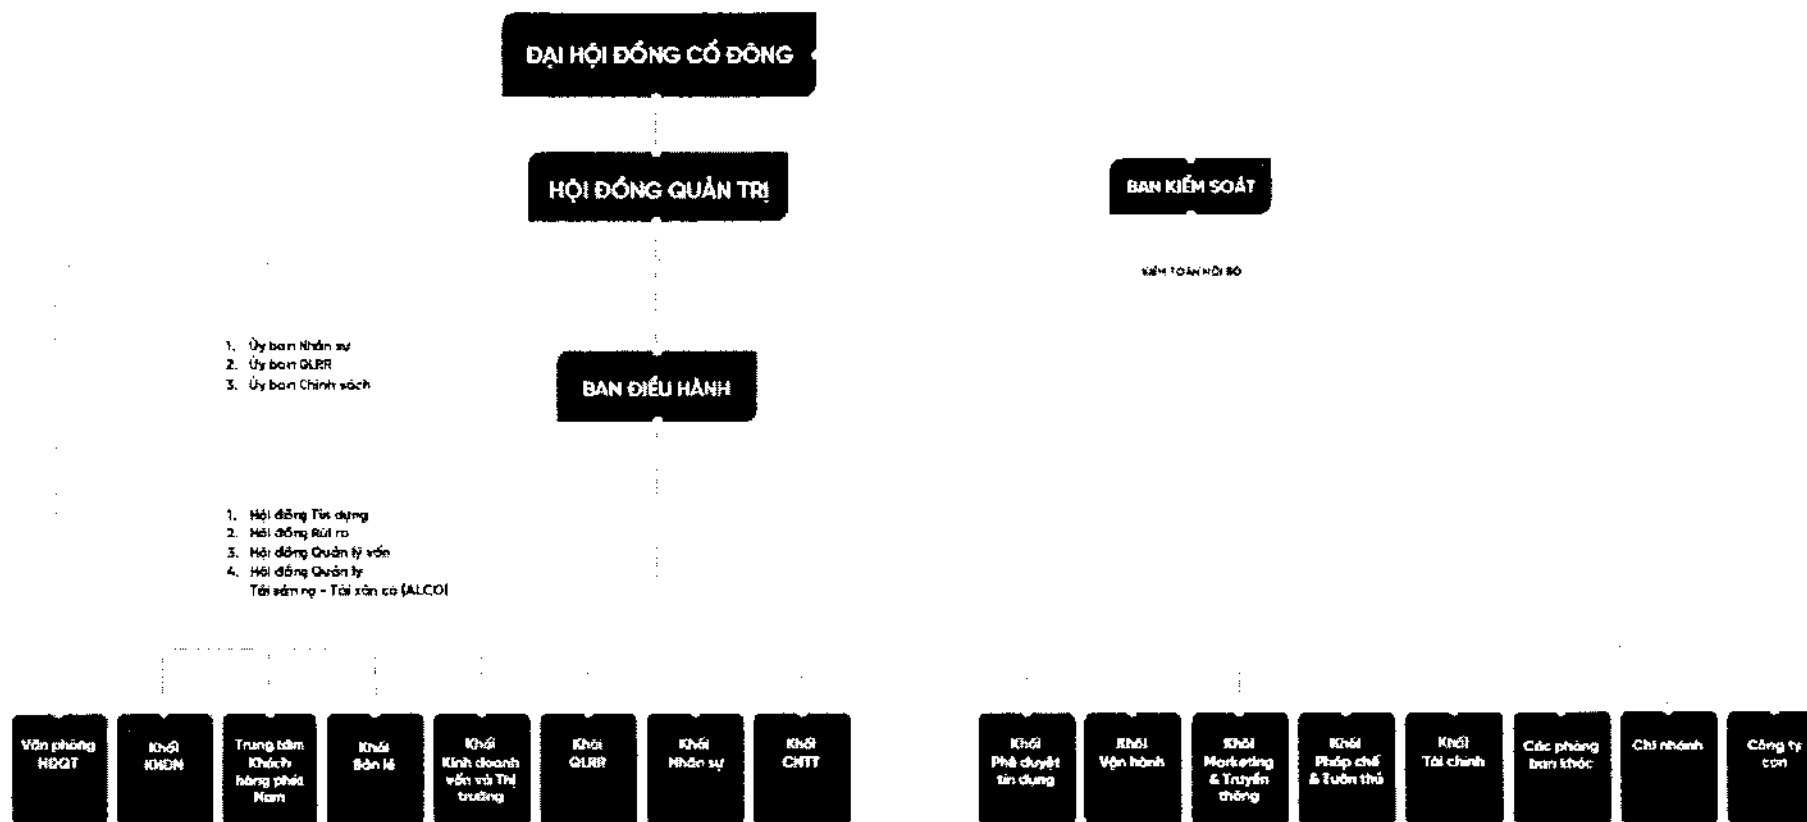 ĐẠI HỘI ĐỒNG CỔ ĐÔNG
HỘI ĐỒNG QUẢN TRỊ
BAN KIỂM SOÁT
KIỂM TOÁN NỘI BỘ
1. Ủy ban Nhân sự
2. Ủy ban QLRR
3. Ủy ban Chính sách
BAN ĐIỀU HÀNH
1. Hội đồng Tín dụng
2. Hội đồng Rủi ro
3. Hội đồng Quản lý vốn
4. Hội đồng Quản lý
Tài sản nợ - Tài sản có (ALCO)
Văn phòng
HĐQT
Khối
KHDN
Trung tâm
Khách
hàng phía
Nam
Khối
Bán lẻ
Khối
Kinh doanh
vốn và Thị
trường
Khối
QLRR
Khối
Nhân sự
Khối
CNTT
Khối
Phê duyệt
tín dụng
Khối
Vận hành
Khối
Marketing
& Truyền
thông
Khối
Pháp chế
& Tuân thủ
Khối
Tài chính
Các phòng
ban khác
Chi nhánh
Công ty
con